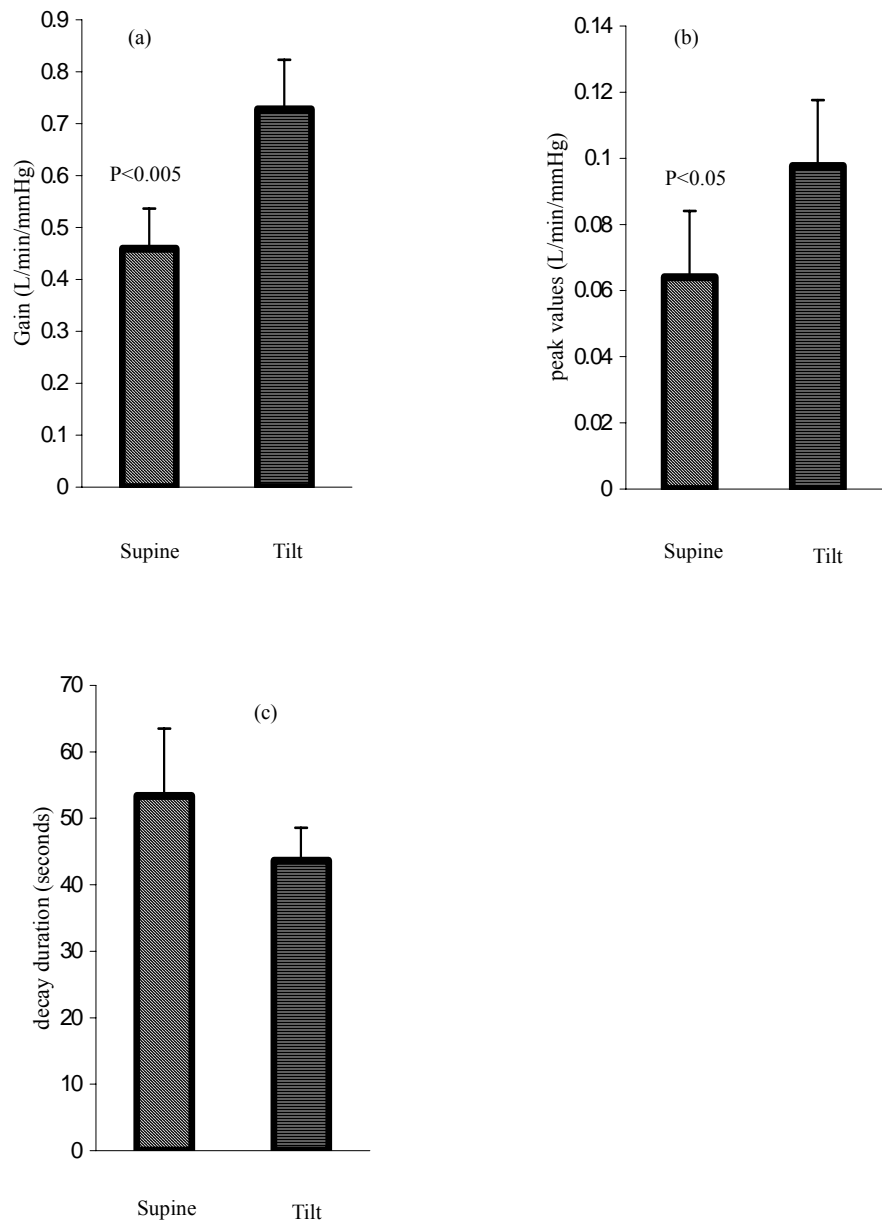 (a)
Gain (L/min/mmHg)
0.9
0.8
0.7
0.6
0.5
0.4
0.3
0.2
0.1
0
P<0.005
Supine Tilt
(b)
peak values (L/min/mmHg)
0.14
0.12
0.1
0.08
0.06
0.04
0.02
0
P<0.05
Supine Tilt
(c)
decay duration (seconds)
70
60
50
40
30
20
10
0
Supine Tilt